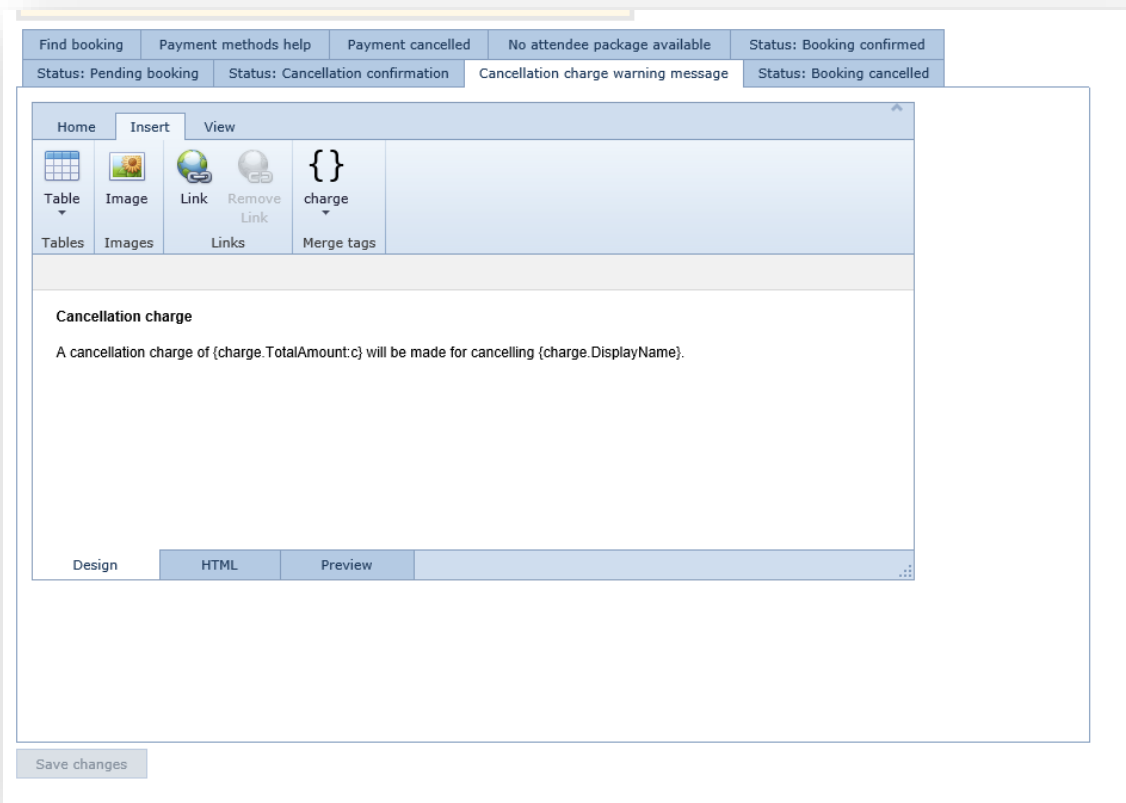 Find booking Payment methods help Payment cancelled No attendee package available Status: Booking confirmed
Status: Pending booking Status: Cancellation confirmation Cancellation charge warning message Status: Booking cancelled
Home Insert View
Table Image Link Remove Link {} charge
Tables Images Links Merge tags
Cancellation charge
A cancellation charge of {charge.TotalAmount:c} will be made for cancelling {charge.DisplayName}.
Design HTML Preview
Save changes